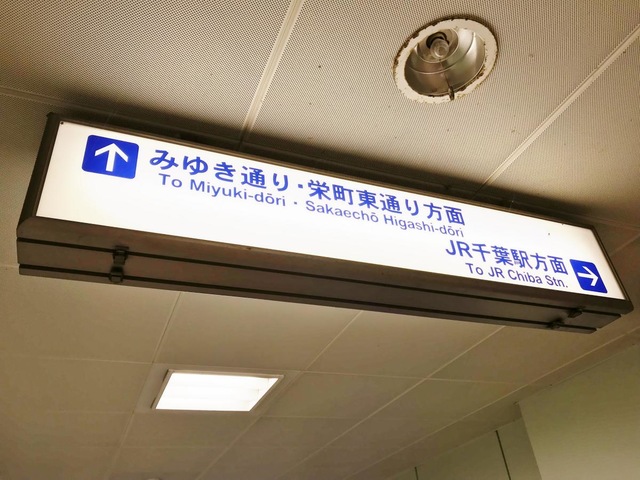 みゆき通り・栄町東通り方面
To Miyuki-dōri・Sakaechō Higashi-dōri
JR千葉駅方面
To JR Chiba Stn.